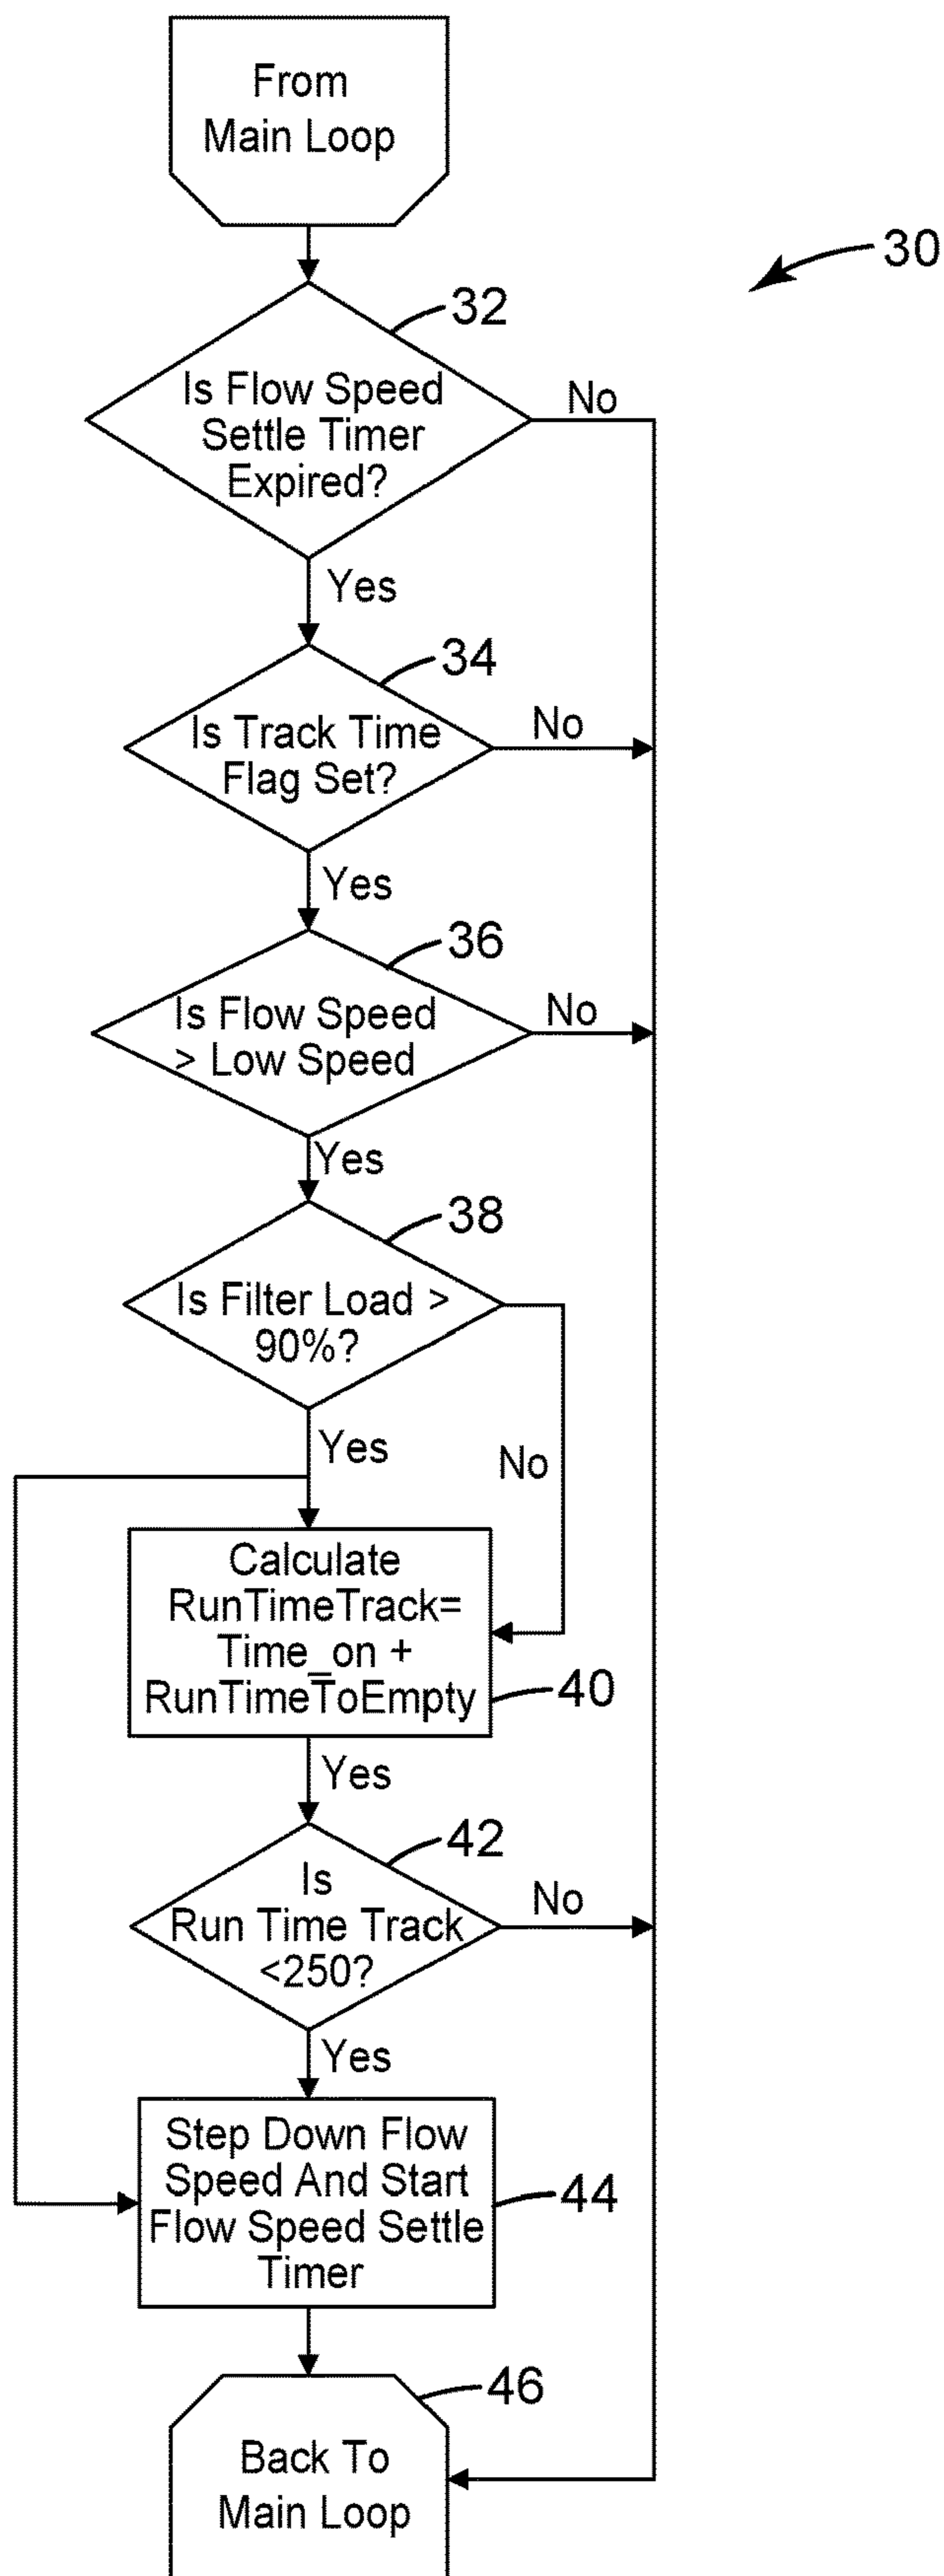 From
Main Loop
30
32
Is Flow Speed
Settle Timer
Expired?
No
Yes
34
Is Track Time
Flag Set?
No
Yes
36
Is Flow Speed
> Low Speed
No
Yes
38
Is Filter Load >
90%?
Yes
No
Calculate
RunTimeTrack=
Time_on +
RunTimeToEmpty
40
Yes
42
Is
Run Time Track
<250?
No
Yes
Step Down Flow
Speed And Start
Flow Speed Settle
Timer
44
46
Back To
Main Loop